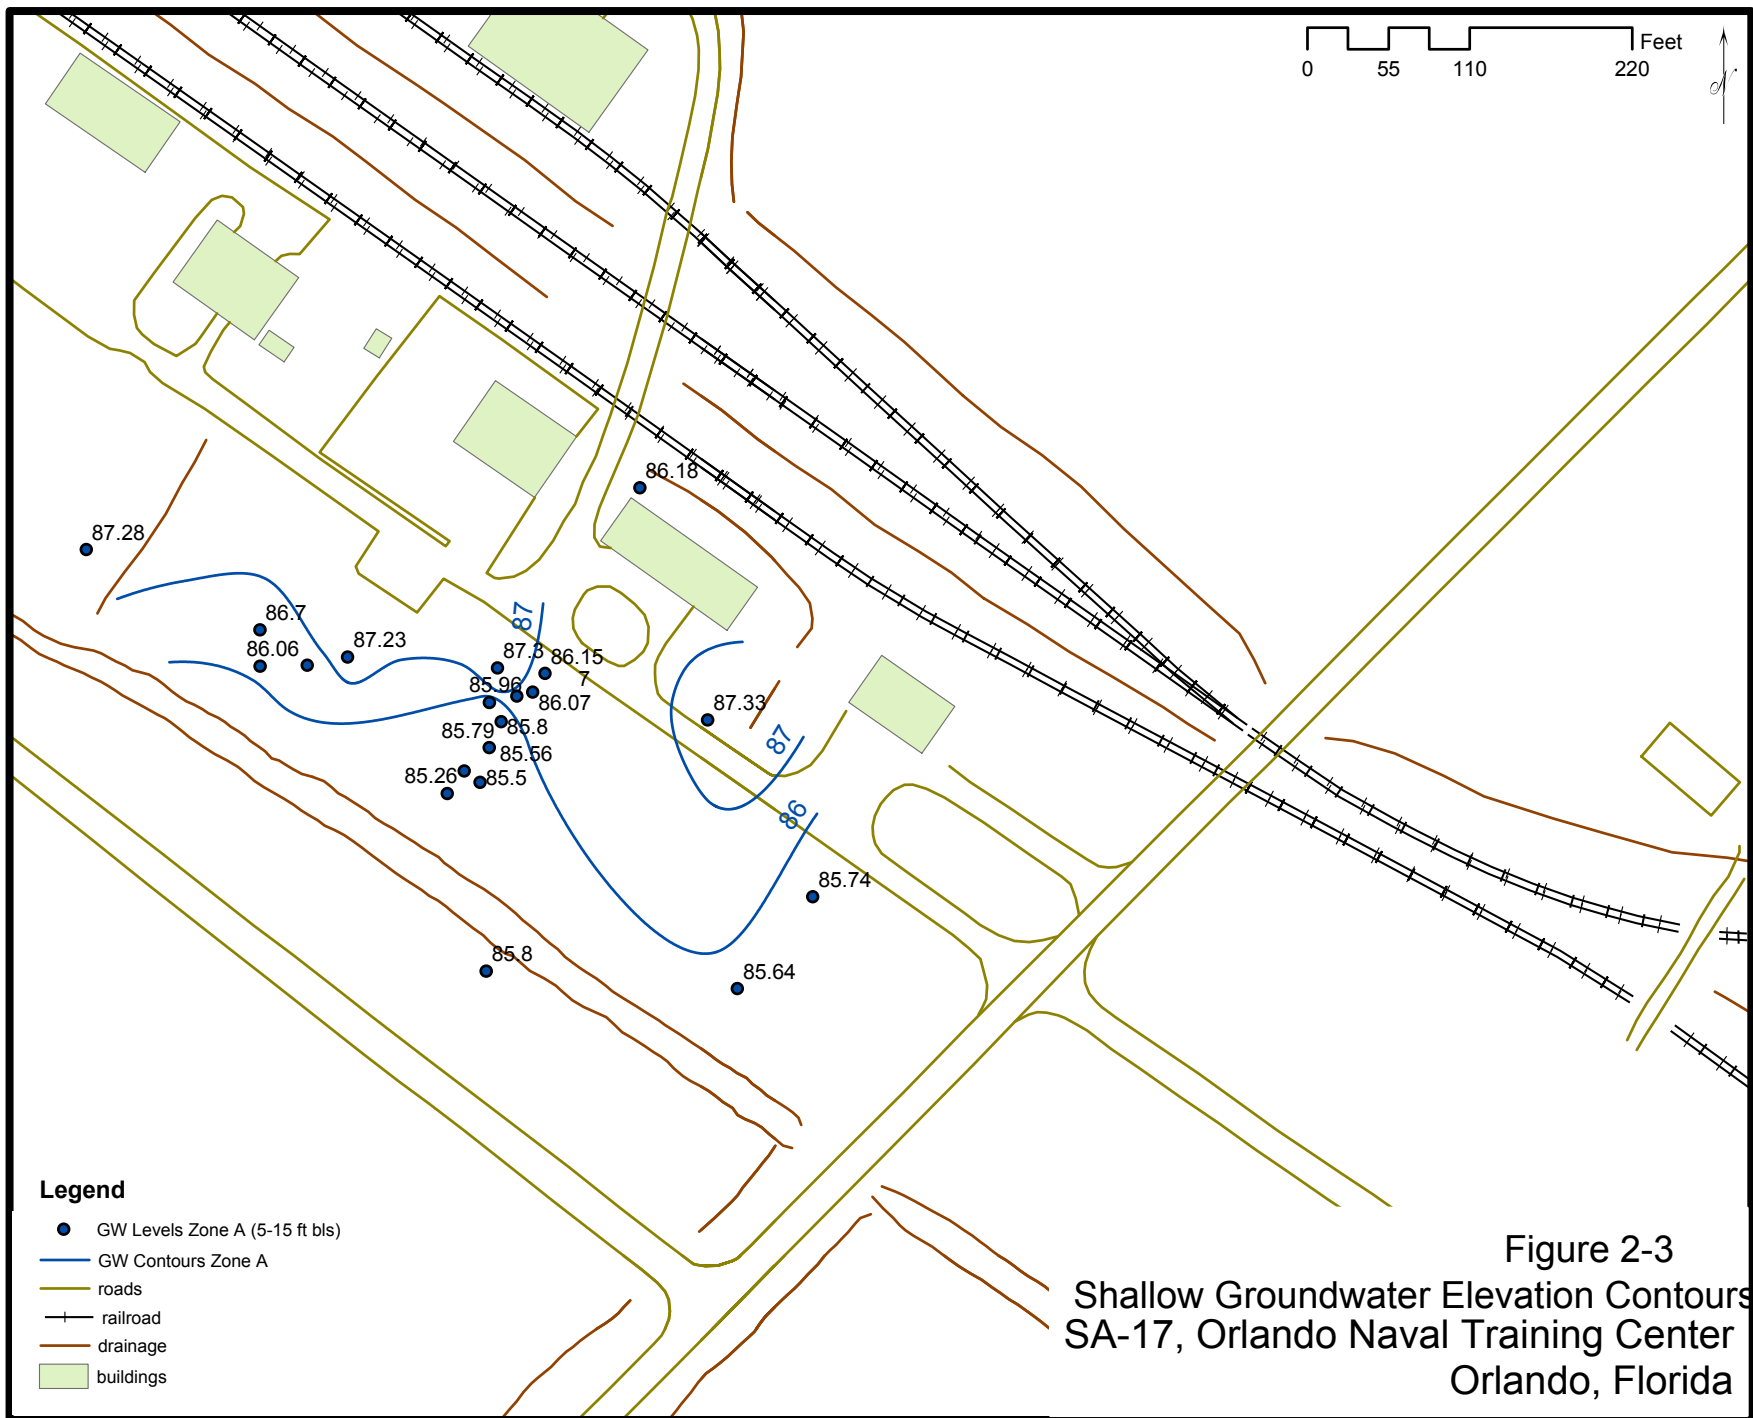 Feet
0 55 110 220
N
86.18
87.28
86.7
87
87.23
86.06
87.3
86.15
7
85.96
86.07
87.33
85.8
85.79
87
85.56
85.26
85.5
86
85.74
85.8
85.64
Legend
GW Levels Zone A (5-15 ft bls)
GW Contours Zone A
roads
railroad
drainage
buildings
Figure 2-3
Shallow Groundwater Elevation Contours
SA-17, Orlando Naval Training Center
Orlando, Florida